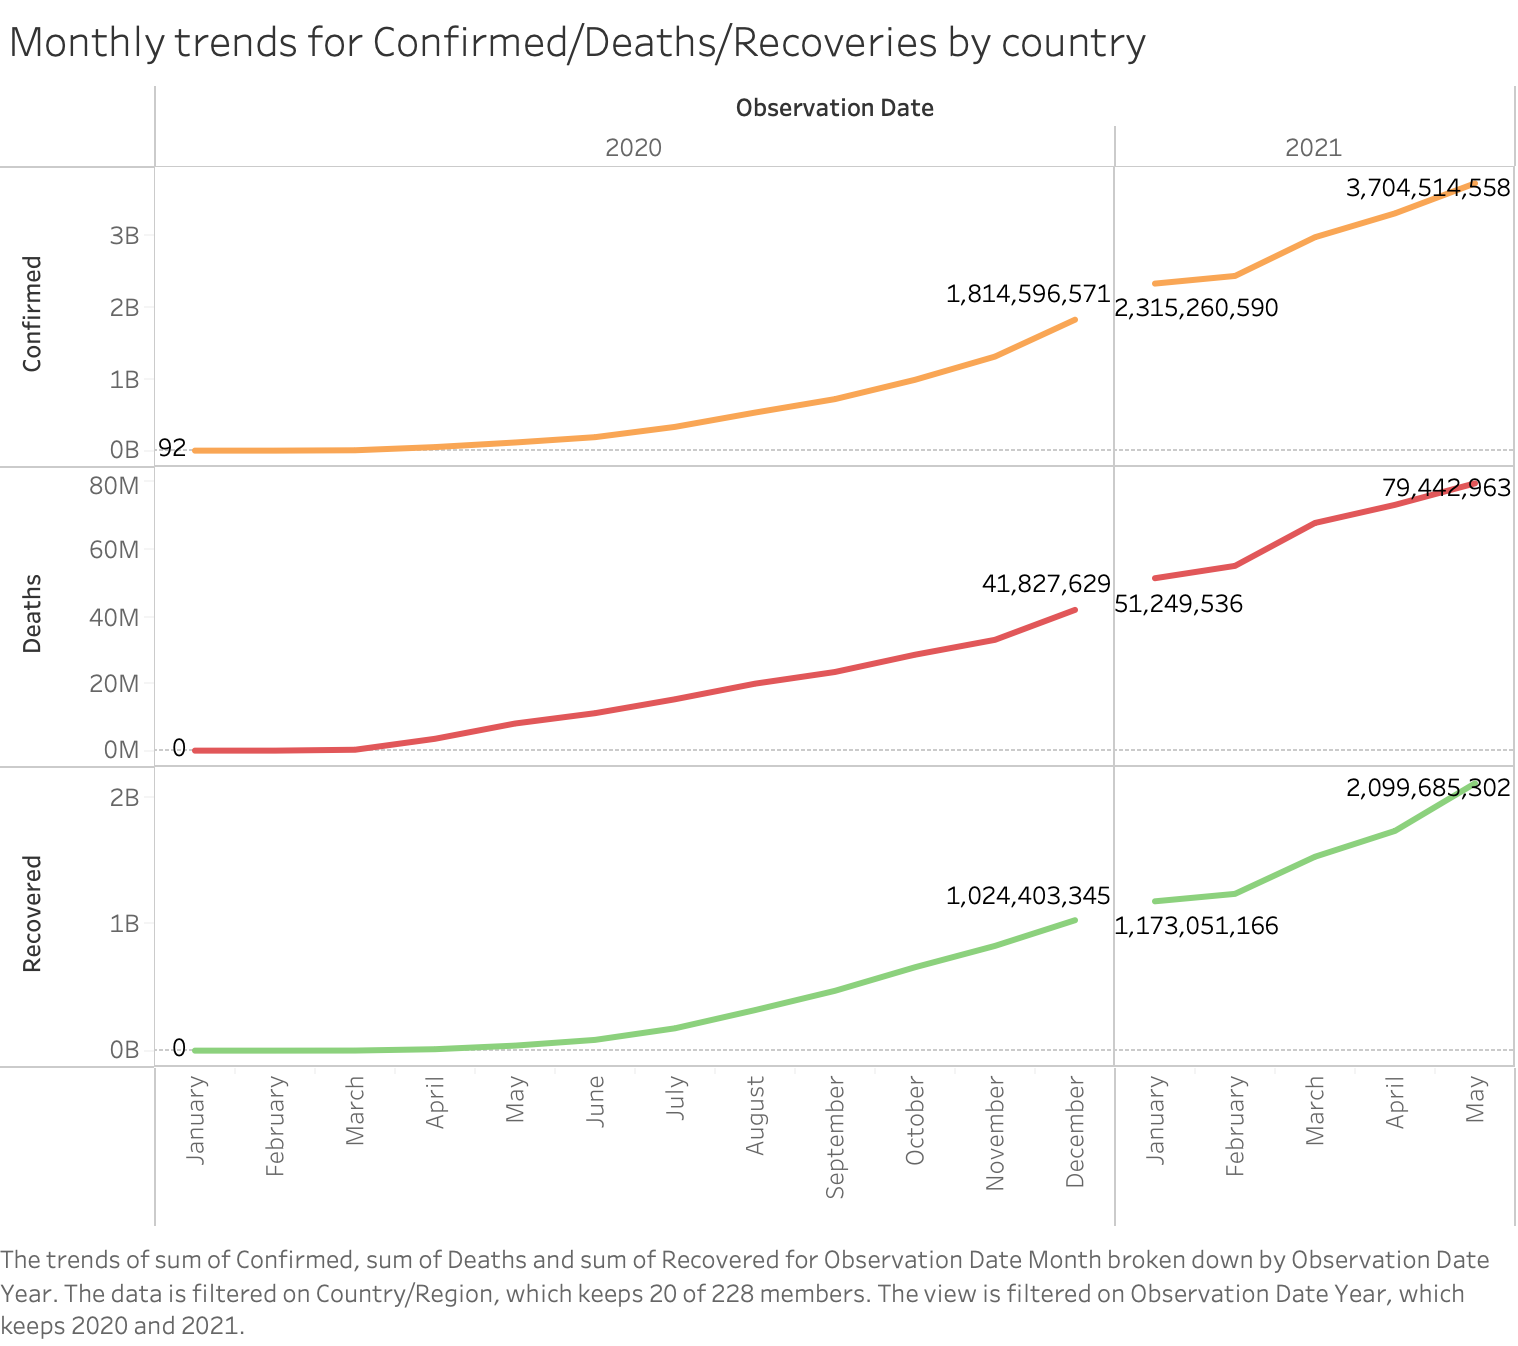 Monthly trends for Confirmed/Deaths/Recoveries by country
Observation Date
2020
2021
Confirmed
3B
2B
1B
0B
92
1,814,596,571
2,315,260,590
3,704,514,558
Deaths
80M
60M
40M
20M
0M
0
41,827,629
51,249,536
79,442,963
Recovered
2B
1B
0B
0
1,024,403,345
1,173,051,166
2,099,685,302
January
February
March
April
May
June
July
August
September
October
November
December
January
February
March
April
May
The trends of sum of Confirmed, sum of Deaths and sum of Recovered for Observation Date Month broken down by Observation Date
Year. The data is filtered on Country/Region, which keeps 20 of 228 members. The view is filtered on Observation Date Year, which
keeps 2020 and 2021.